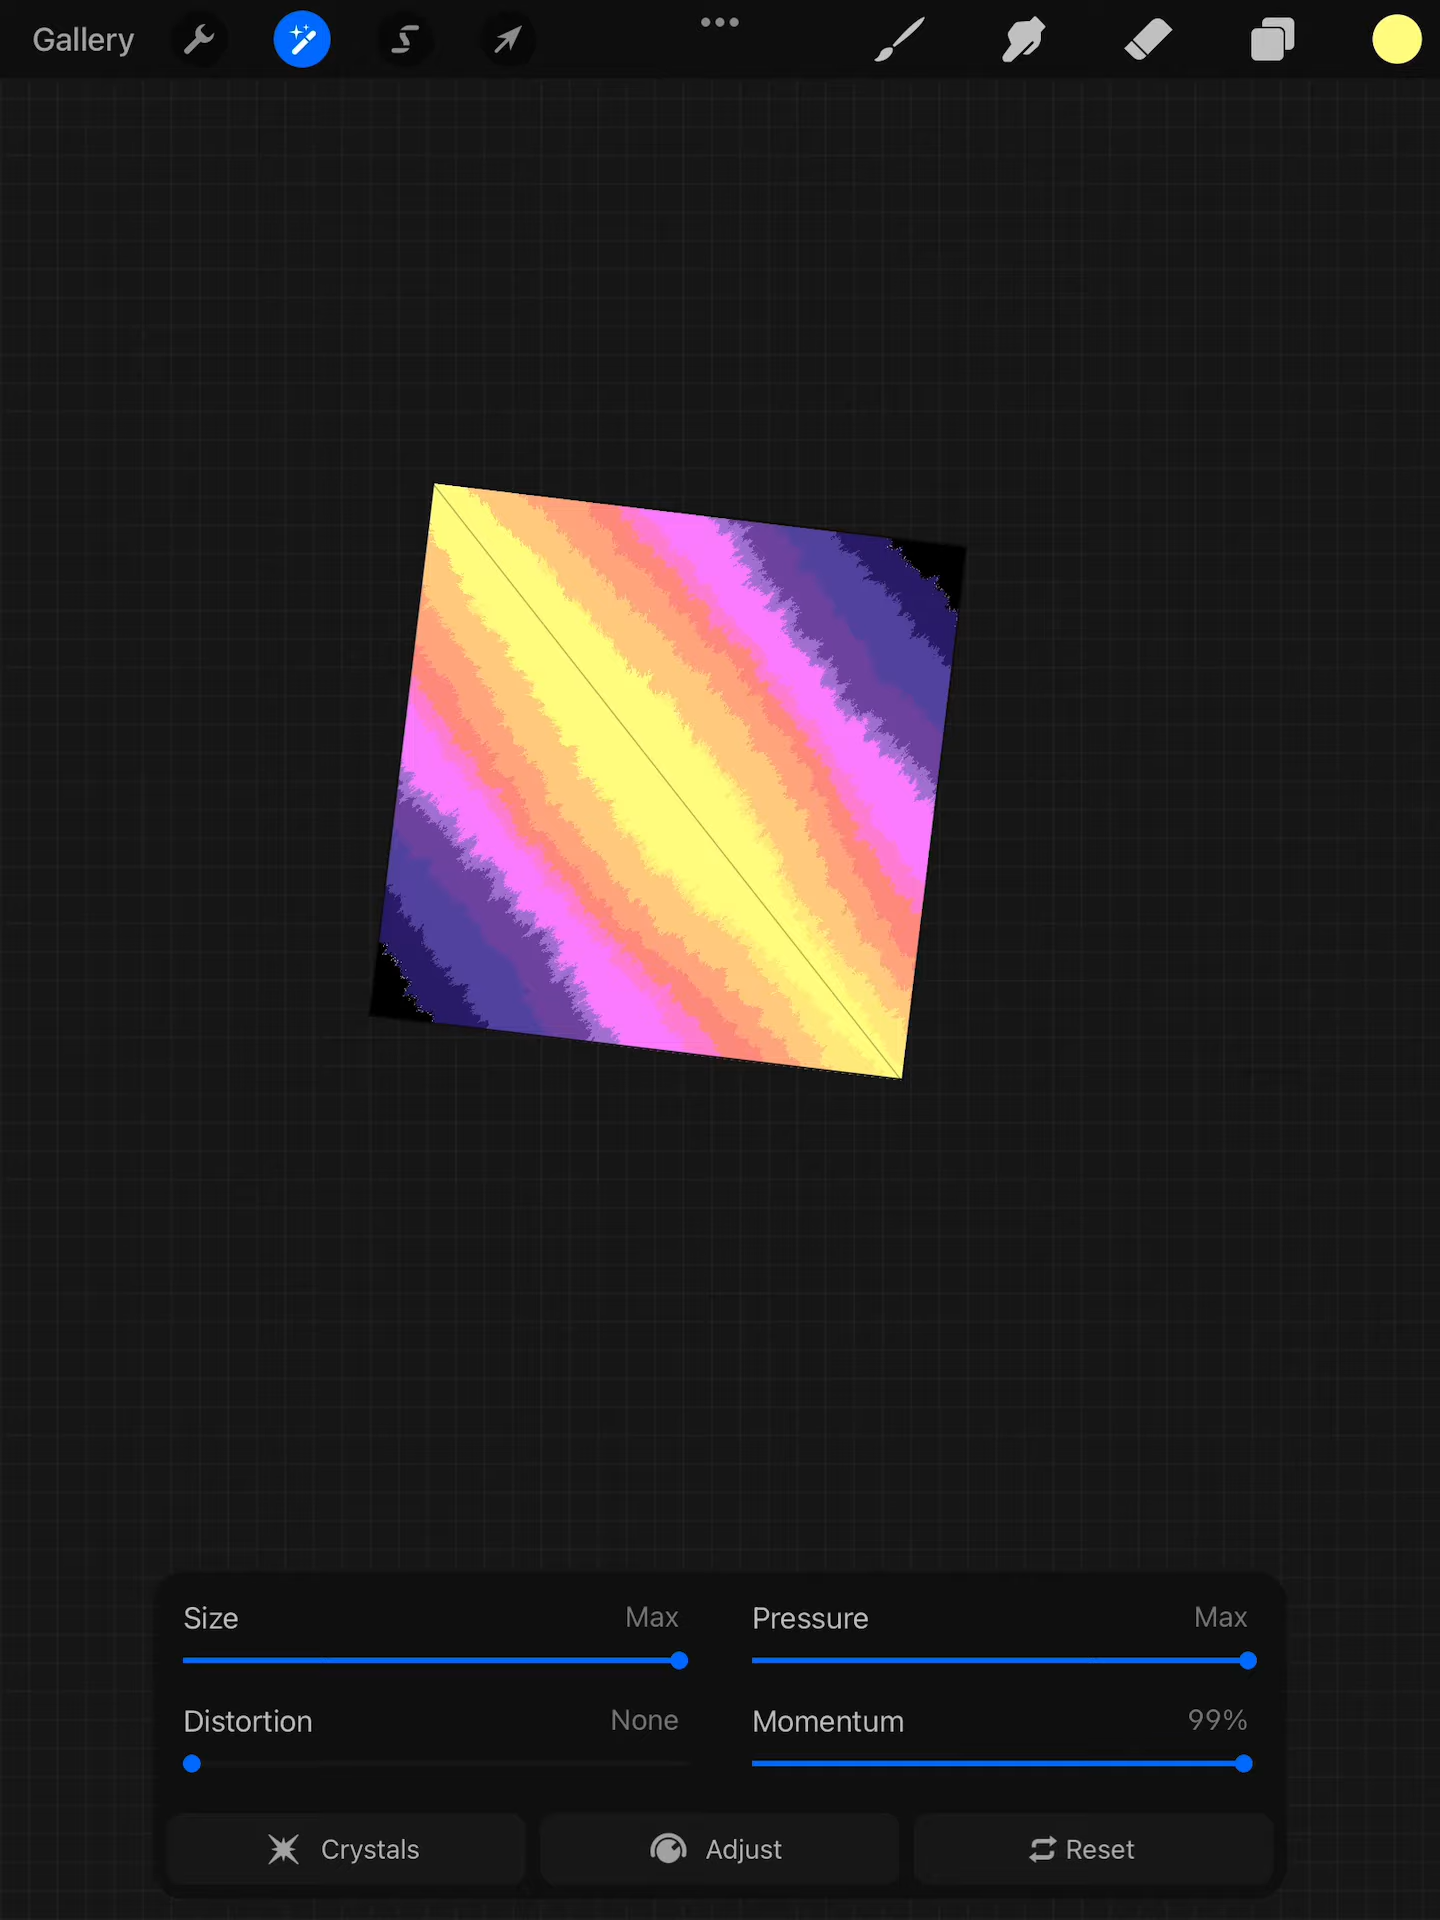 Gallery
Size Max Pressure Max
Distortion None Momentum 99%
Crystals Adjust Reset